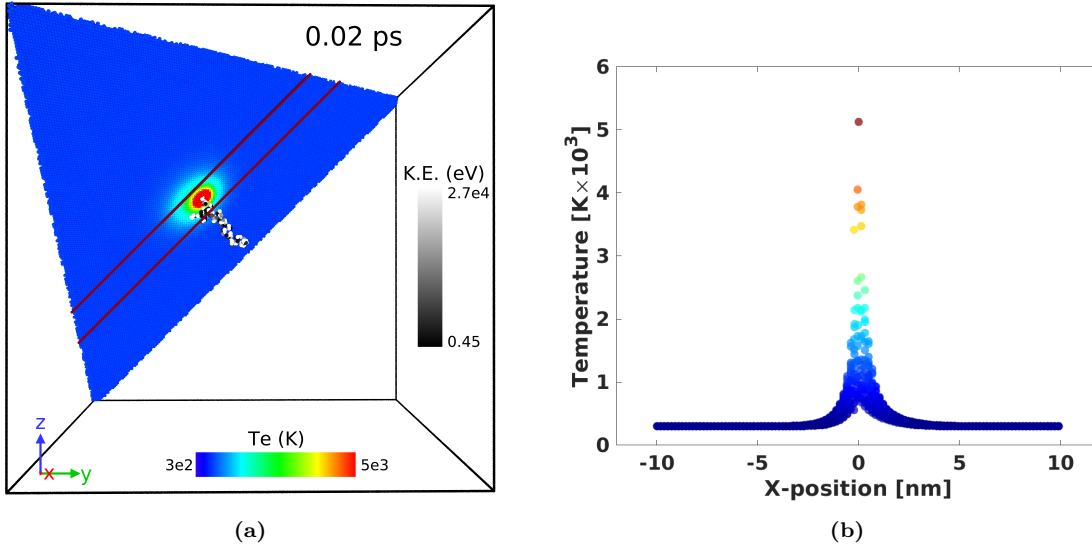 0.02 ps
K.E. (eV)
2.7e4
0.45
Te (K)
3e2
5e3
z
x
y
(a)
Temperature [K×10³]
6
5
4
3
2
1
0
-10
-5
0
5
10
X-position [nm]
(b)